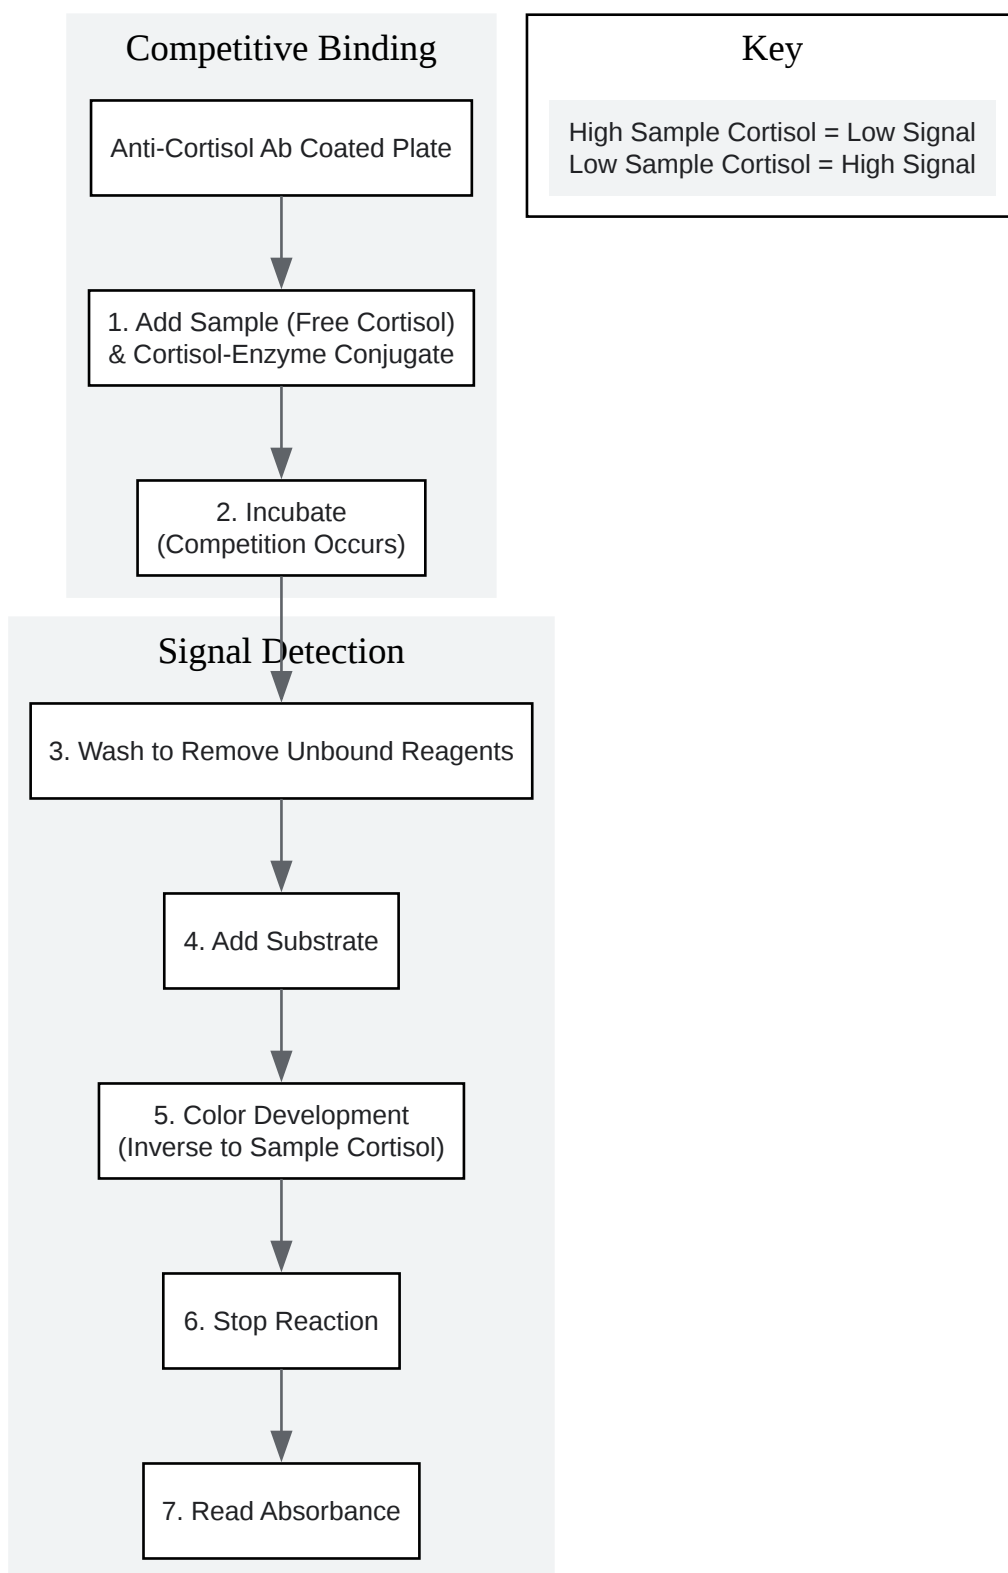 Competitive Binding
Anti-Cortisol Ab Coated Plate
1. Add Sample (Free Cortisol)
& Cortisol-Enzyme Conjugate
2. Incubate
(Competition Occurs)
Signal Detection
3. Wash to Remove Unbound Reagents
4. Add Substrate
5. Color Development
(Inverse to Sample Cortisol)
6. Stop Reaction
7. Read Absorbance
Key
High Sample Cortisol = Low Signal
Low Sample Cortisol = High Signal